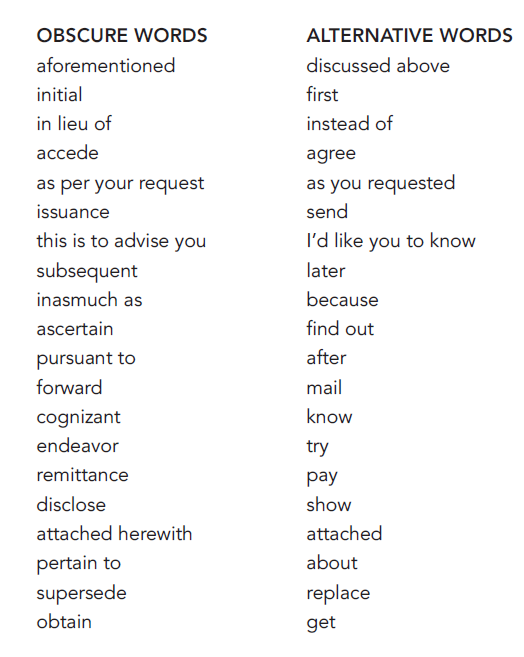 OBSCURE WORDS ALTERNATIVE WORDS
aforementioned discussed above
initial first
in lieu of instead of
accede agree
as per your request as you requested
issuance send
this is to advise you I’d like you to know
subsequent later
inasmuch as because
ascertain find out
pursuant to after
forward mail
cognizant know
endeavor try
remittance pay
disclose show
attached herewith attached
pertain to about
supersede replace
obtain get